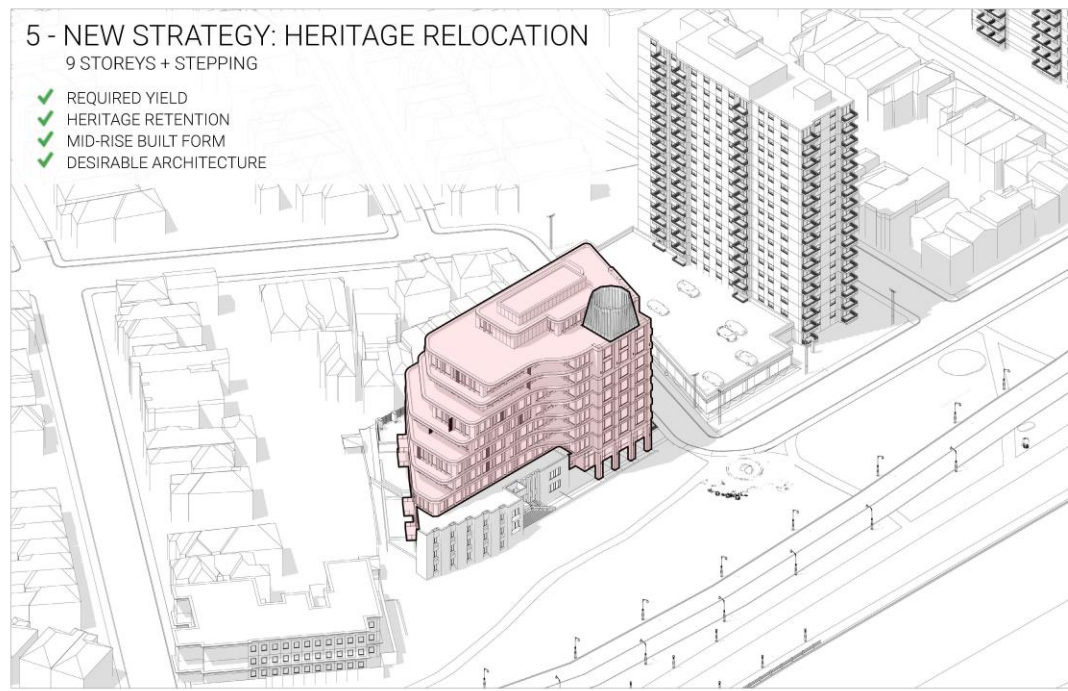 5 - NEW STRATEGY: HERITAGE RELOCATION
9 STOREYS + STEPPING
REQUIRED YIELD
HERITAGE RETENTION
MID-RISE BUILT FORM
DESIRABLE ARCHITECTURE